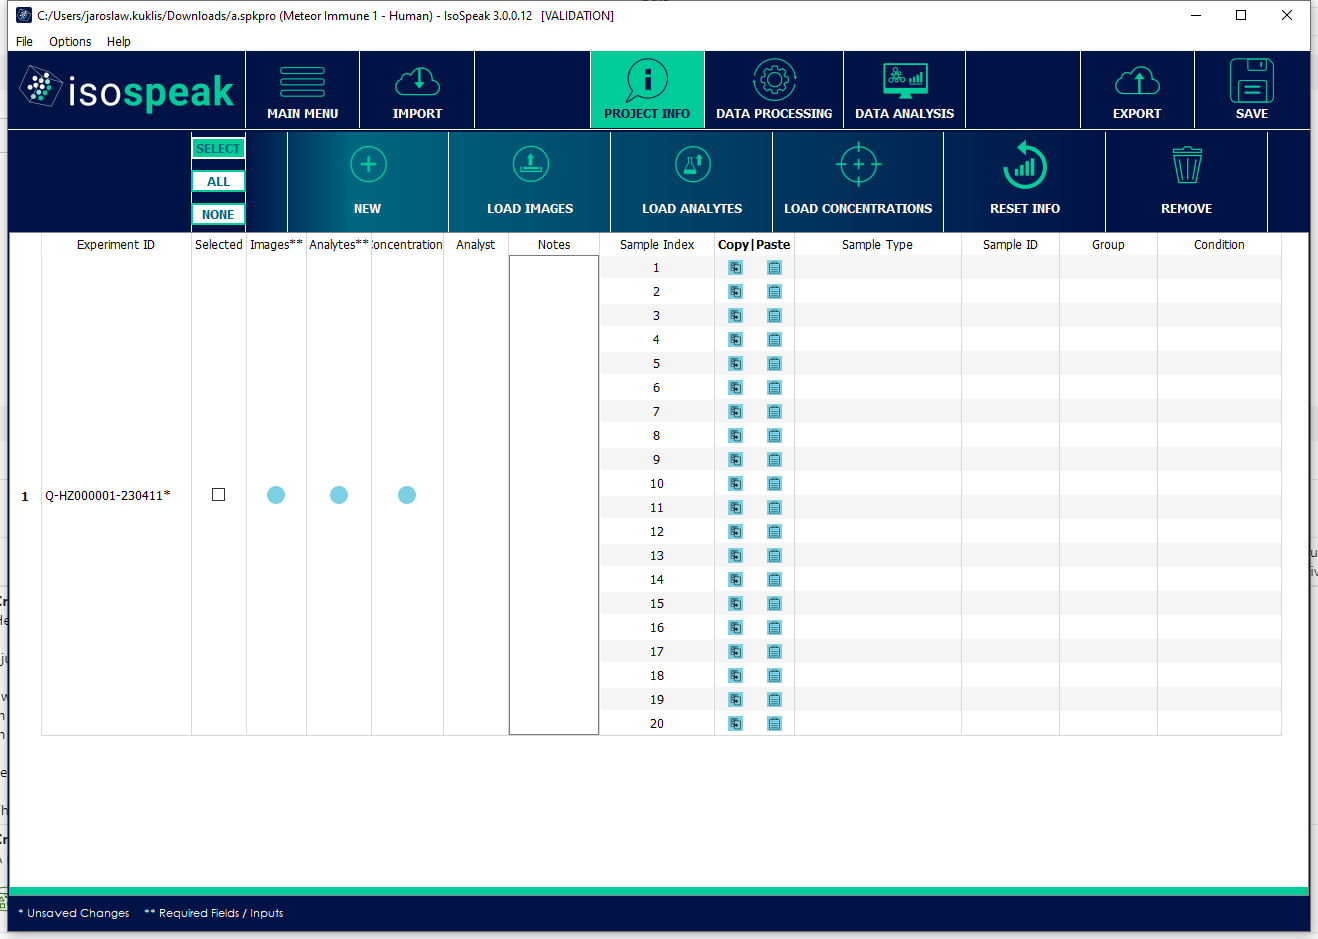 C:/Users/jaroslaw.kuklis/Downloads/a.spkpro (Meteor Immune 1 - Human) - IsoSpeak 3.0.0.12 [VALIDATION]
File Options Help
isospeak
MAIN MENU
IMPORT
PROJECT INFO
DATA PROCESSING
DATA ANALYSIS
EXPORT
SAVE
SELECT
ALL
NONE
NEW
LOAD IMAGES
LOAD ANALYTES
LOAD CONCENTRATIONS
RESET INFO
REMOVE
Experiment ID Selected Images** Analytes** Concentration Analyst Notes Sample Index Copy|Paste Sample Type Sample ID Group Condition
1 Q-HZ000001-230411*
1
2
3
4
5
6
7
8
9
10
11
12
13
14
15
16
17
18
19
20
* Unsaved Changes ** Required Fields / Inputs